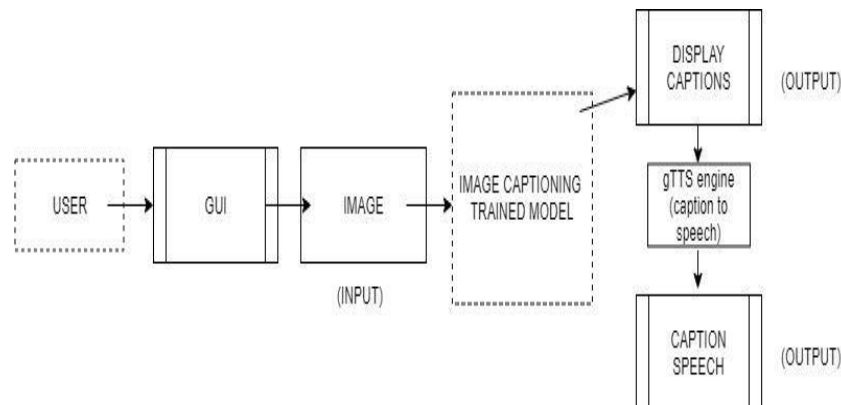 USER
GUI
IMAGE
(INPUT)
IMAGE CAPTIONING
TRAINED MODEL
DISPLAY
CAPTIONS
(OUTPUT)
gTTS engine
(caption to
speech)
CAPTION
SPEECH
(OUTPUT)